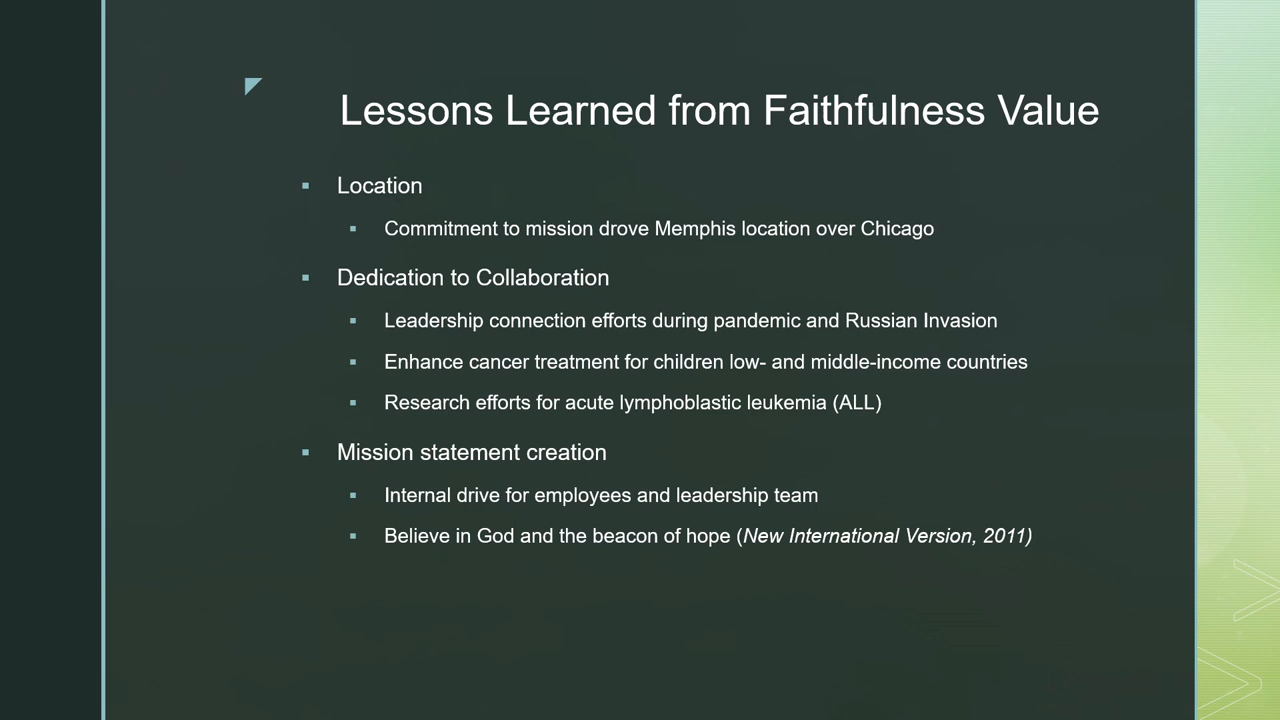 Lessons Learned from Faithfulness Value
Location
Commitment to mission drove Memphis location over Chicago
Dedication to Collaboration
Leadership connection efforts during pandemic and Russian Invasion
Enhance cancer treatment for children low- and middle-income countries
Research efforts for acute lymphoblastic leukemia (ALL)
Mission statement creation
Internal drive for employees and leadership team
Believe in God and the beacon of hope (New International Version, 2011)